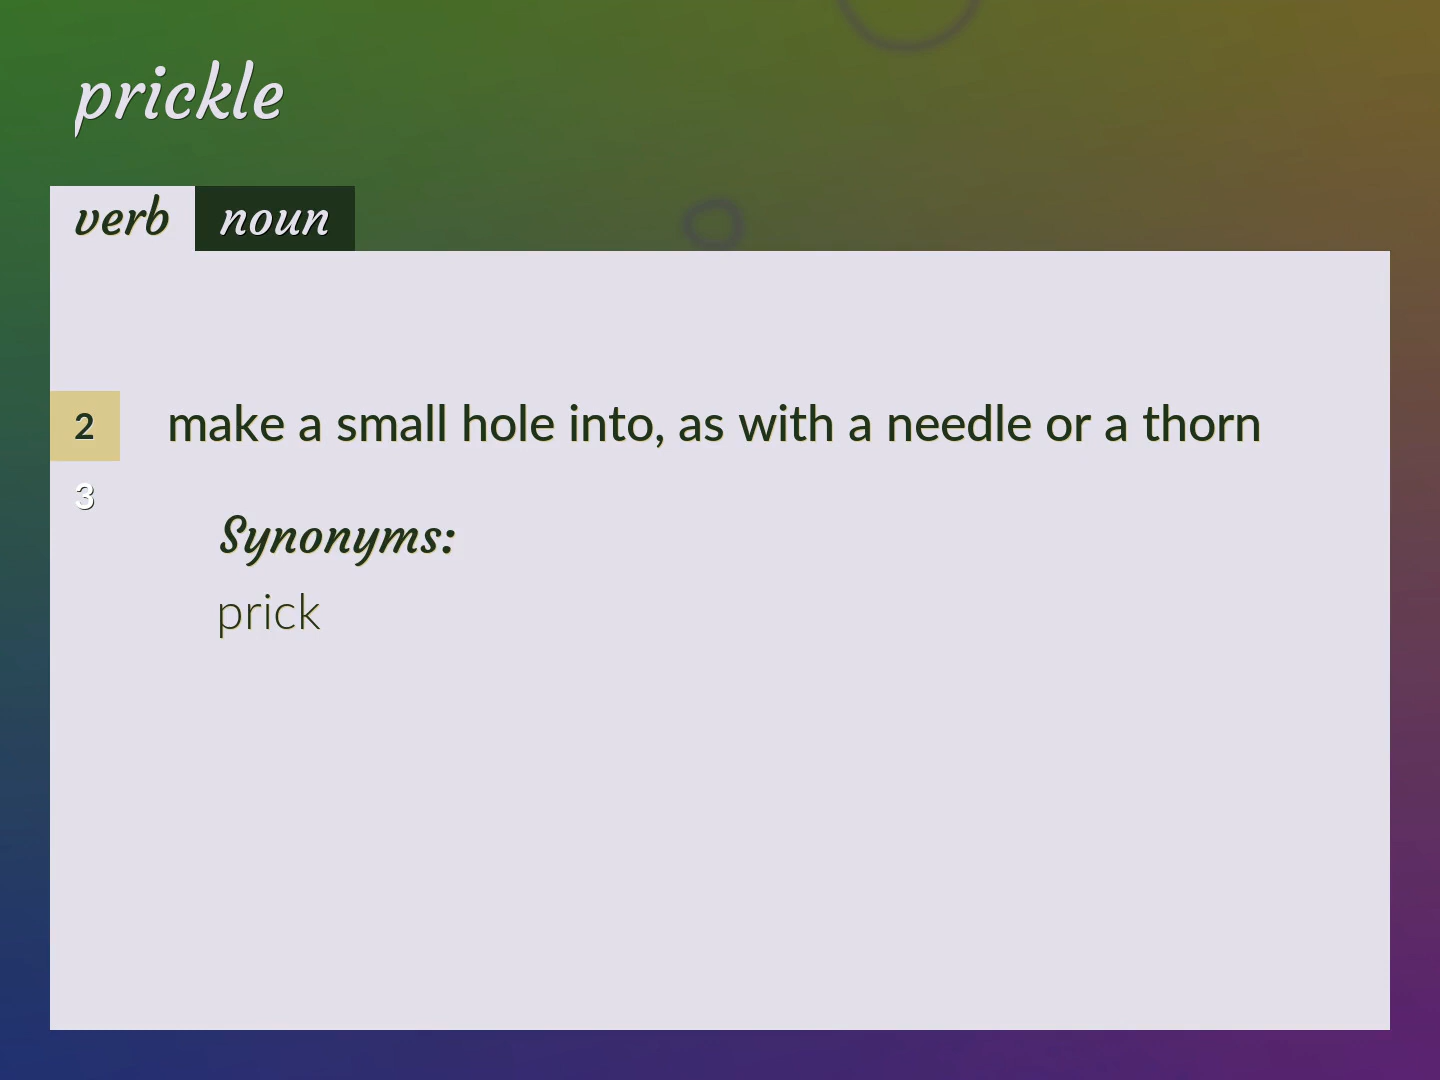 prickle
verb noun
2 make a small hole into, as with a needle or a thorn
3
Synonyms:
prick